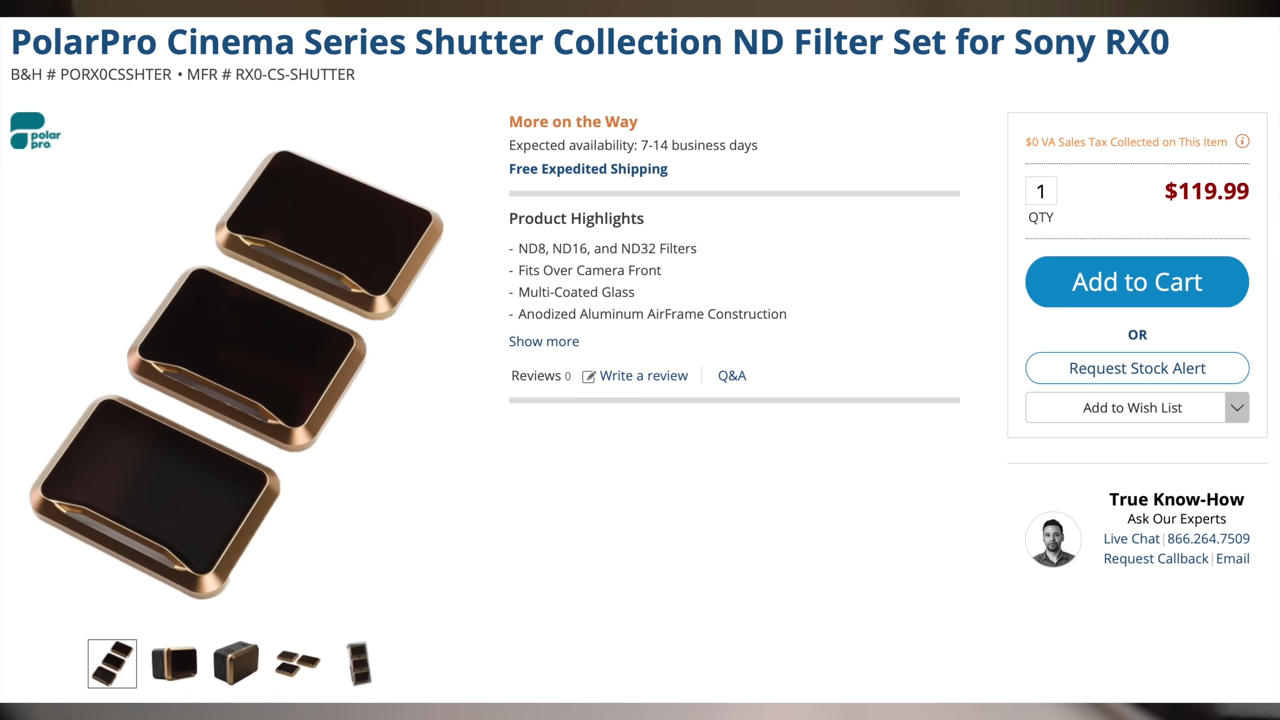 PolarPro Cinema Series Shutter Collection ND Filter Set for Sony RX0
B&H # PORX0CSSHTER • MFR # RX0-CS-SHUTTER
polar
pro.
More on the Way
Expected availability: 7-14 business days
Free Expedited Shipping
Product Highlights
- ND8, ND16, and ND32 Filters
- Fits Over Camera Front
- Multi-Coated Glass
- Anodized Aluminum AirFrame Construction
Show more
Reviews 0 Write a review Q&A
$0 VA Sales Tax Collected on This Item
1 $119.99
QTY
Add to Cart
OR
Request Stock Alert
Add to Wish List
True Know-How
Ask Our Experts
Live Chat 866.264.7509
Request Callback Email